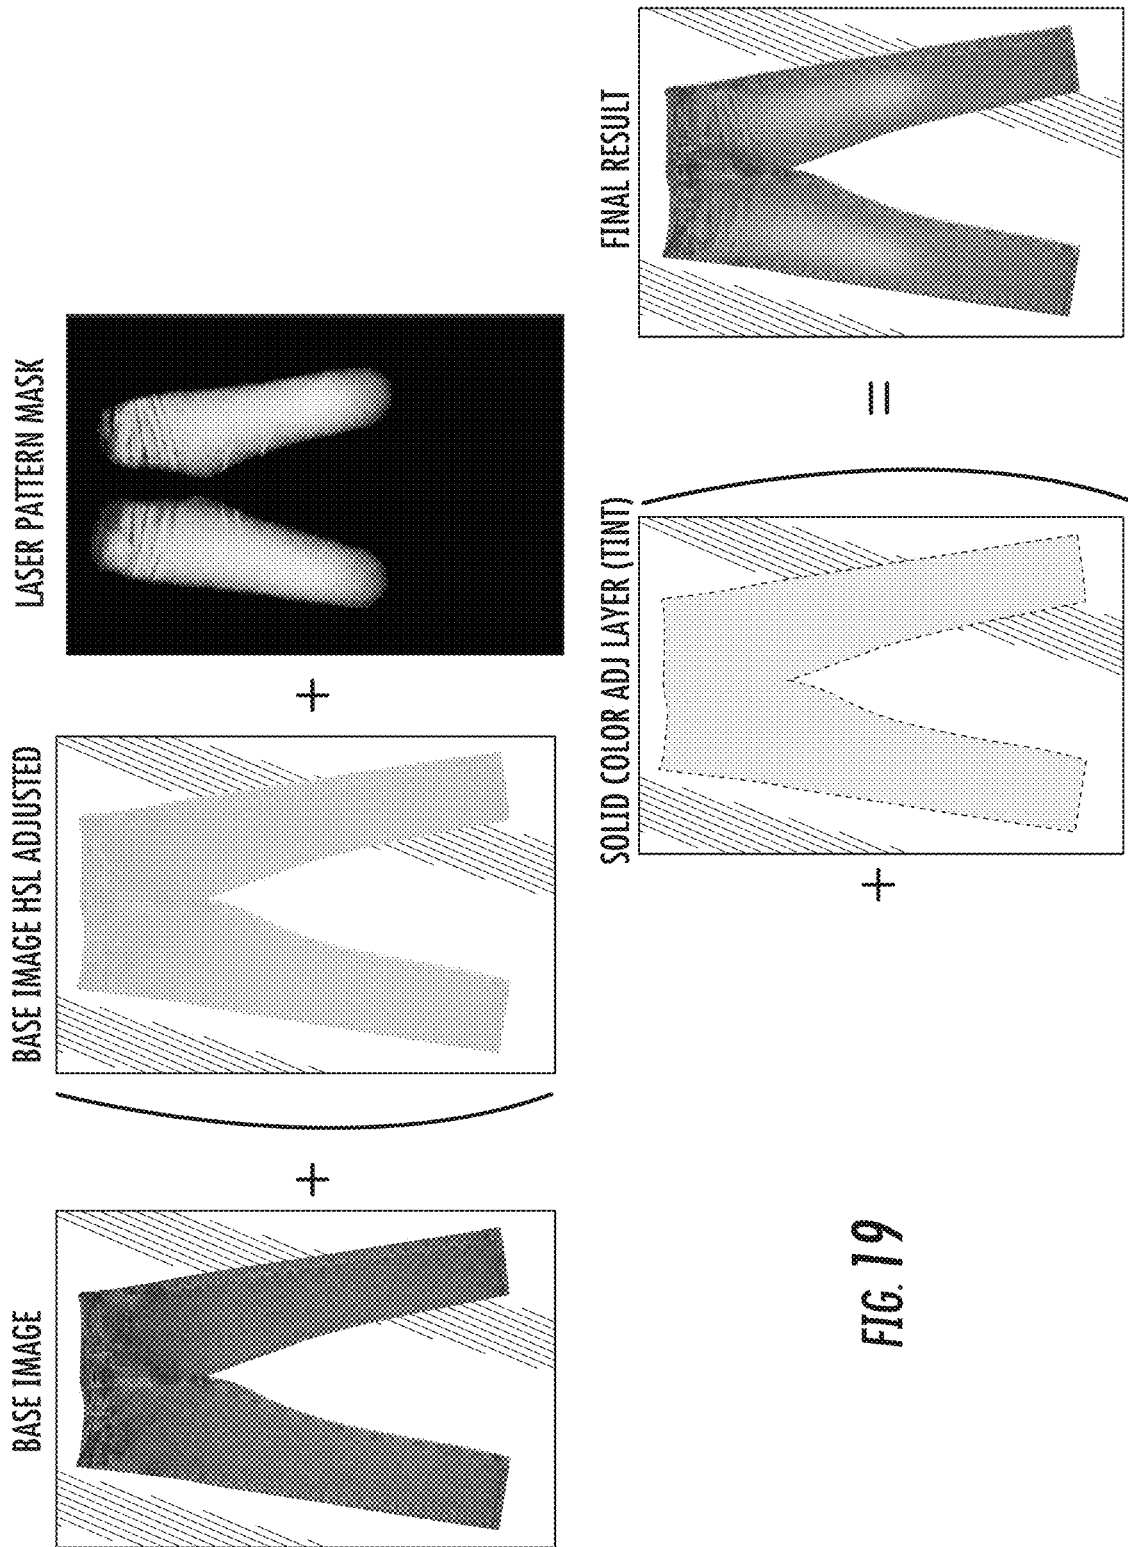 BASE IMAGE
+
(
BASE IMAGE HSL ADJUSTED
+
LASER PATTERN MASK
+
SOLID COLOR ADJ LAYER (TINT)
)
=
FINAL RESULT
FIG. 19